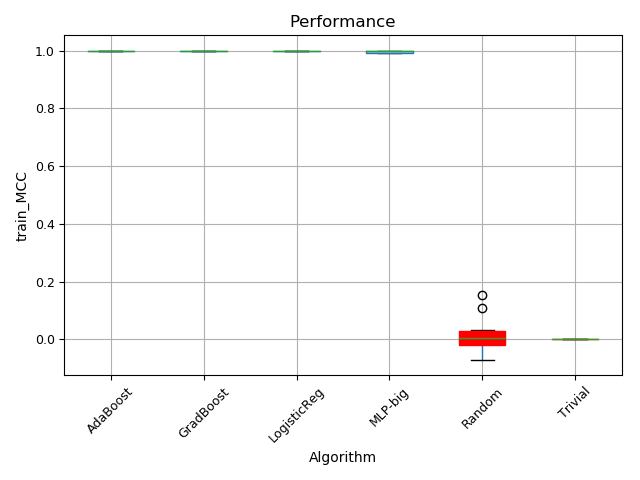 Performance
train_MCC
1.0
0.8
0.6
0.4
0.2
0.0
AdaBoost
GradBoost
LogisticReg
MLP-big
Random
Trivial
Algorithm